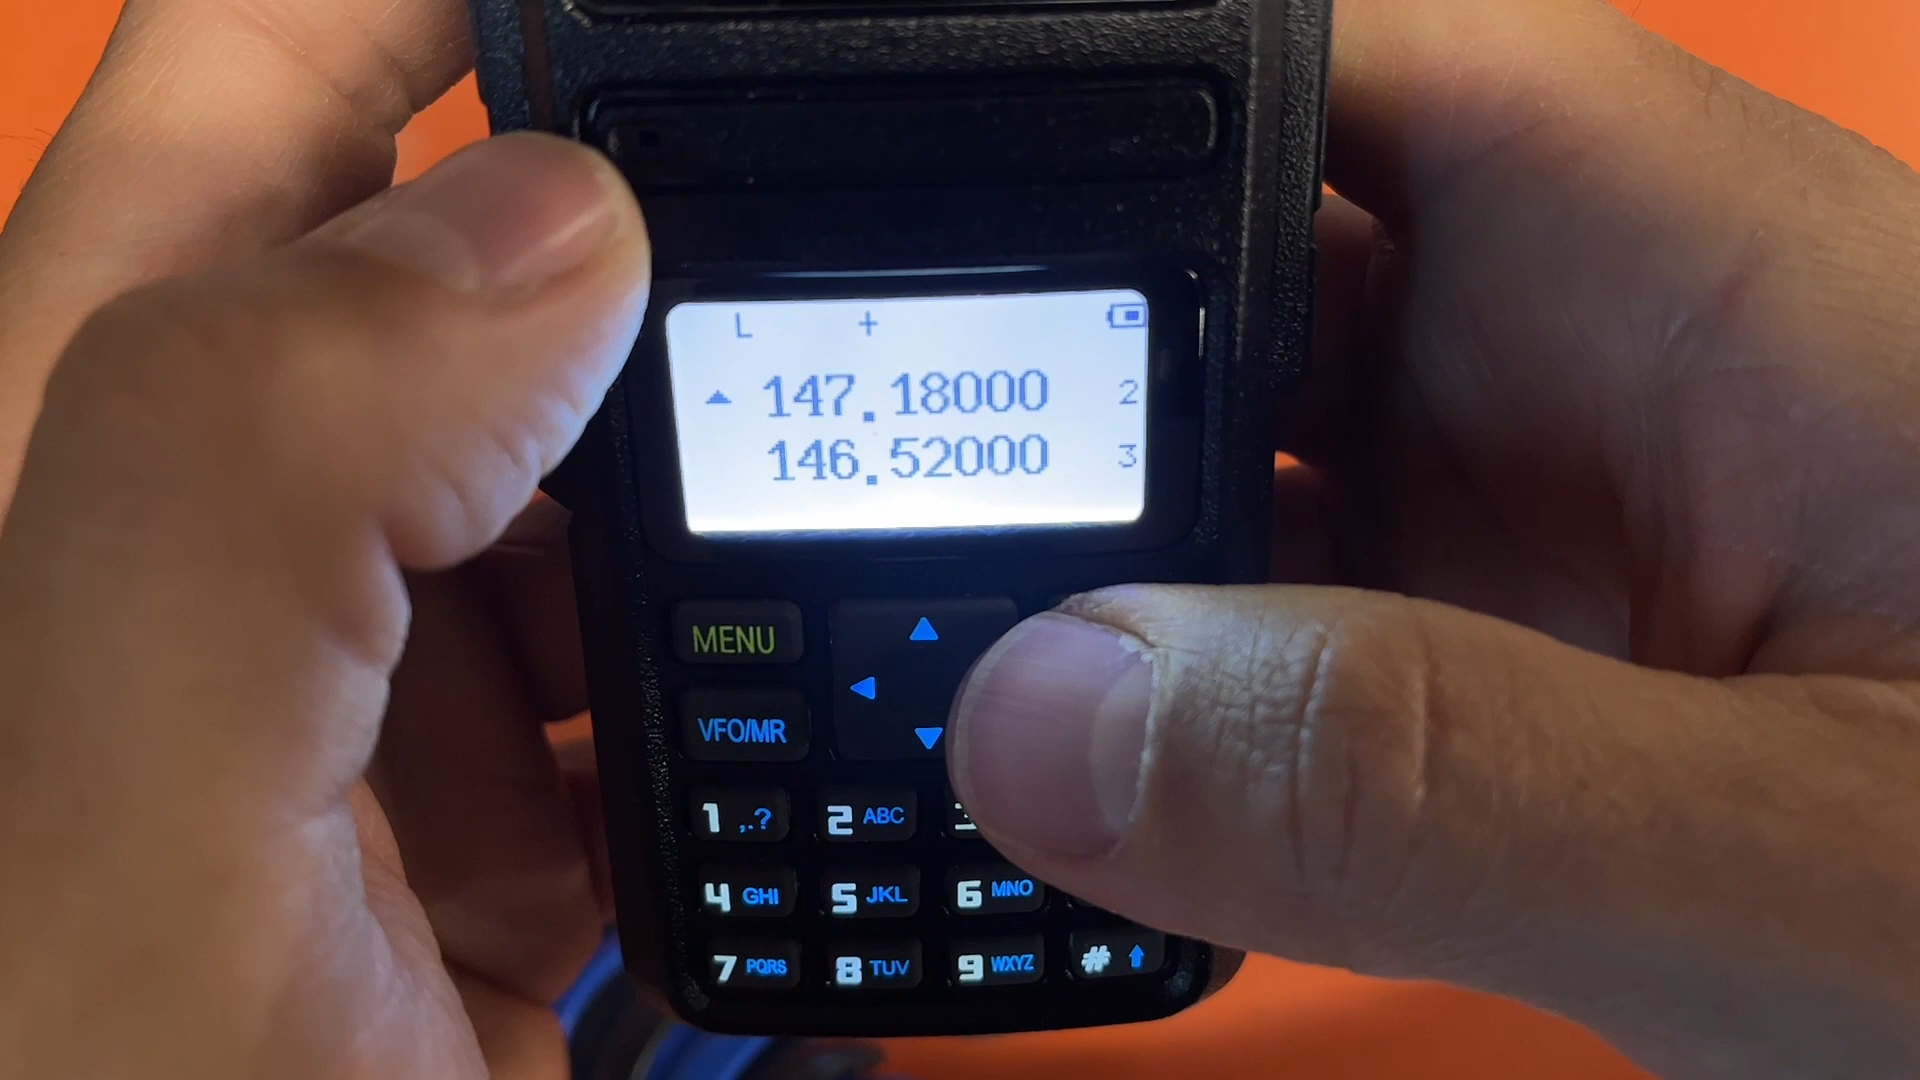 L +
147.18000 2
146.52000 3
MENU
VFO/MR
1 ,.? 2 ABC
4 GHI 5 JKL 6 MNO
7 PQRS 8 TUV 9 WXYZ #